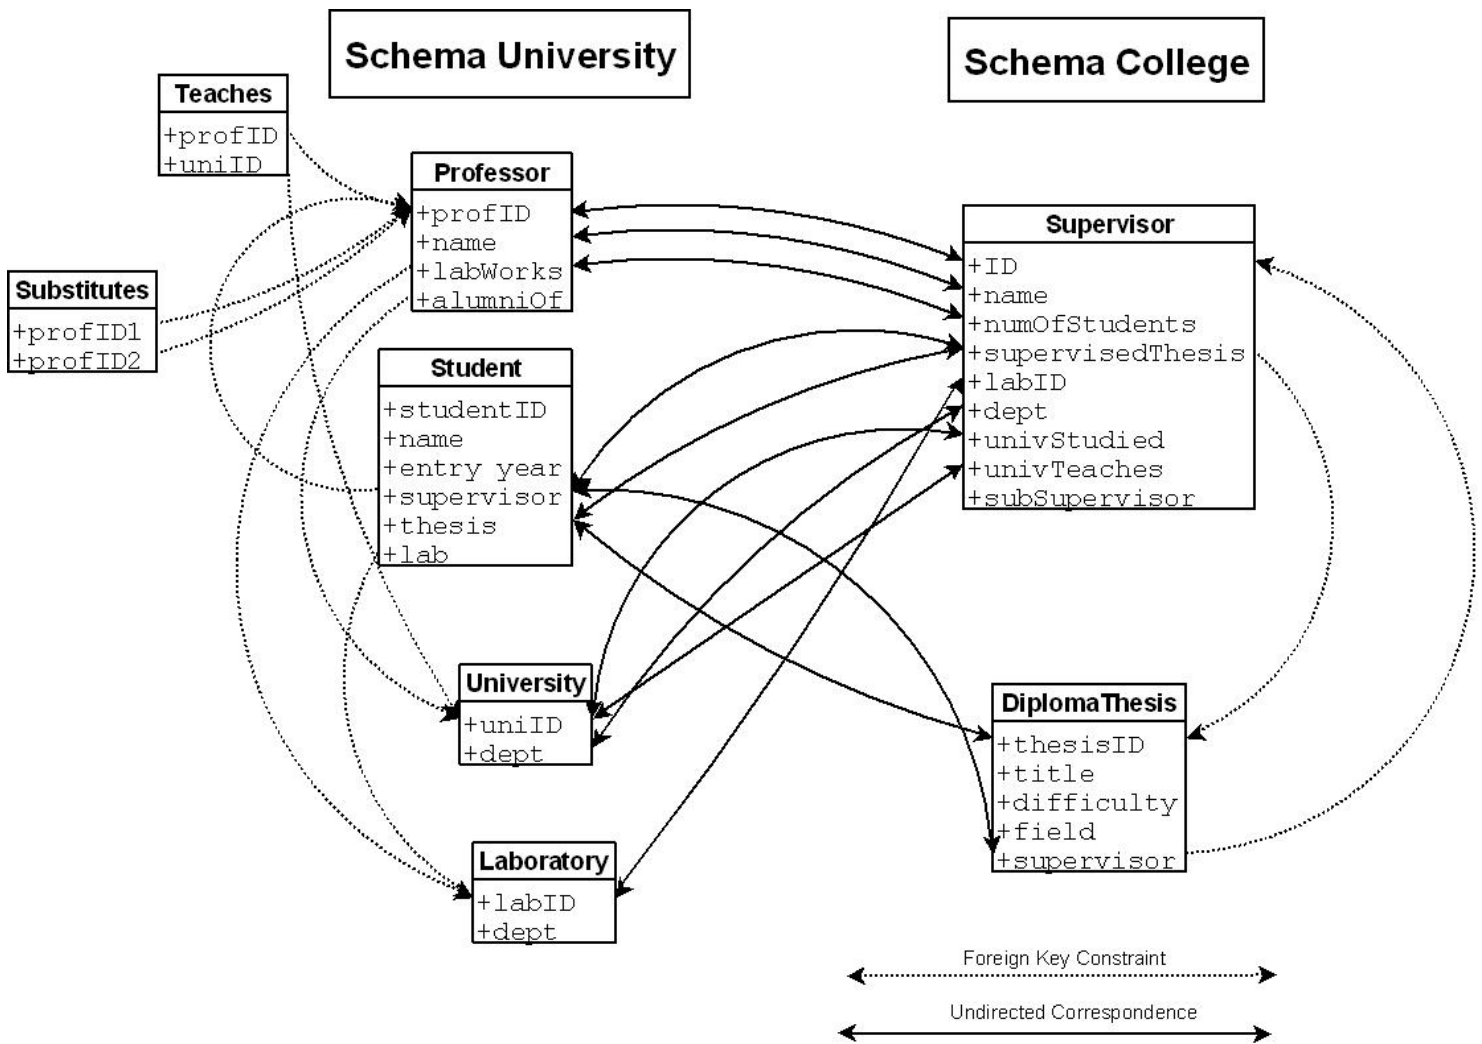 Schema University
Schema College
Teaches
+profID
+uniID
Professor
+profID
+name
+labWorks
+alumniOf
Substitutes
+profID1
+profID2
Student
+studentID
+name
+entry year
+supervisor
+thesis
+lab
Supervisor
+ID
+name
+numOfStudents
+supervisedThesis
+labID
+dept
+univStudied
+univTeaches
+subSupervisor
University
+uniID
+dept
DiplomaThesis
+thesisID
+title
+difficulty
+field
+supervisor
Laboratory
+labID
+dept
Foreign Key Constraint
Undirected Correspondence